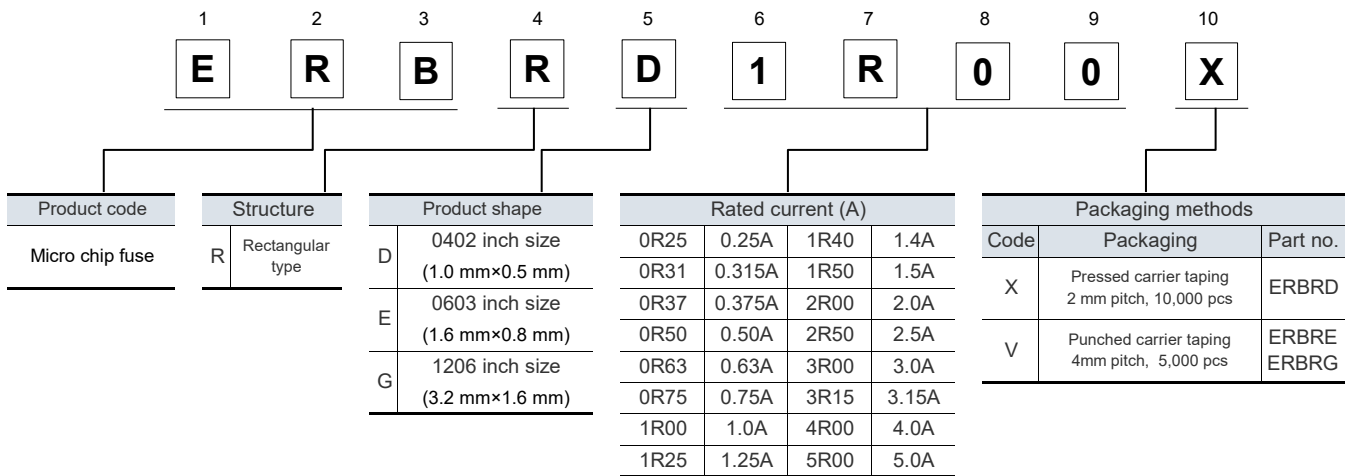 1 2 3 4 5 6 7 8 9 10
E R B R D 1 R 0 0 X
Product code
Micro chip fuse
Structure
R Rectangular
type
Product shape
D 0402 inch size
(1.0 mm×0.5 mm)
E 0603 inch size
(1.6 mm×0.8 mm)
G 1206 inch size
(3.2 mm×1.6 mm)
Rated current (A)
0R25 0.25A 1R40 1.4A
0R31 0.315A 1R50 1.5A
0R37 0.375A 2R00 2.0A
0R50 0.50A 2R50 2.5A
0R63 0.63A 3R00 3.0A
0R75 0.75A 3R15 3.15A
1R00 1.0A 4R00 4.0A
1R25 1.25A 5R00 5.0A
Packaging methods
Code Packaging Part no.
X Pressed carrier taping
2 mm pitch, 10,000 pcs ERBRD
V Punched carrier taping
4mm pitch, 5,000 pcs
ERBRE
ERBRG